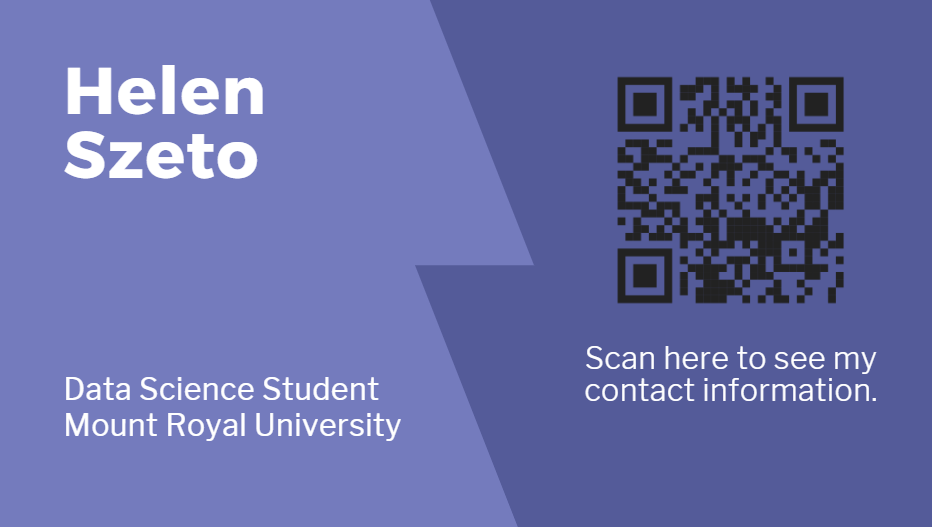 Helen
Szeto
Data Science Student
Mount Royal University
Scan here to see my
contact information.